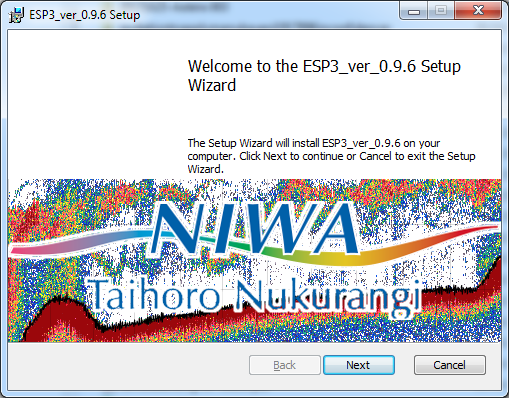 ESP3_ver_0.9.6 Setup
Welcome to the ESP3_ver_0.9.6 Setup
Wizard
The Setup Wizard will install ESP3_ver_0.9.6 on your
computer. Click Next to continue or Cancel to exit the Setup
Wizard.
NIWA
Taihoro Nukurangi
Back Next Cancel